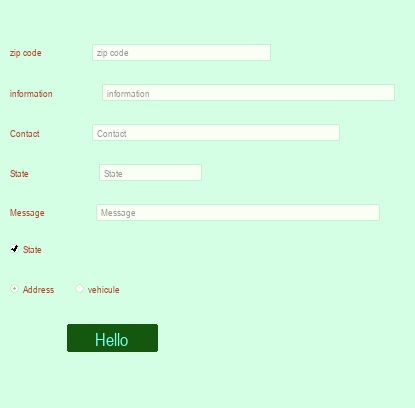 zip code zip code
information information
Contact Contact
State State
Message Message
State
Address vehicule
Hello